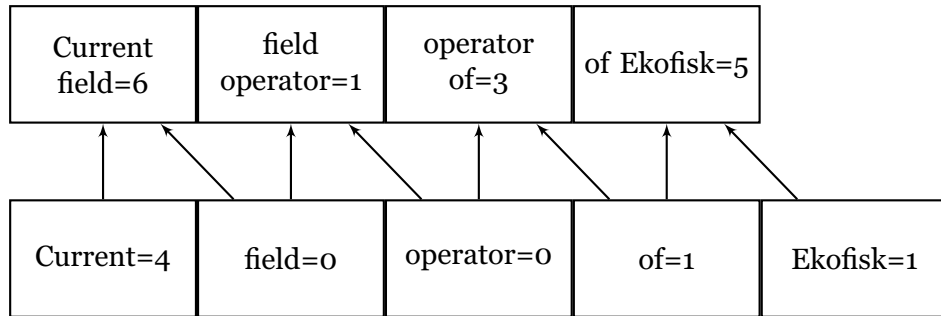 Current
field=6
field
operator=1
operator
of=3
of Ekofisk=5
Current=4
field=0
operator=0
of=1
Ekofisk=1